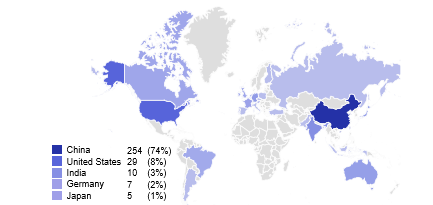 China 254 (74%)
United States 29 (8%)
India 10 (3%)
Germany 7 (2%)
Japan 5 (1%)